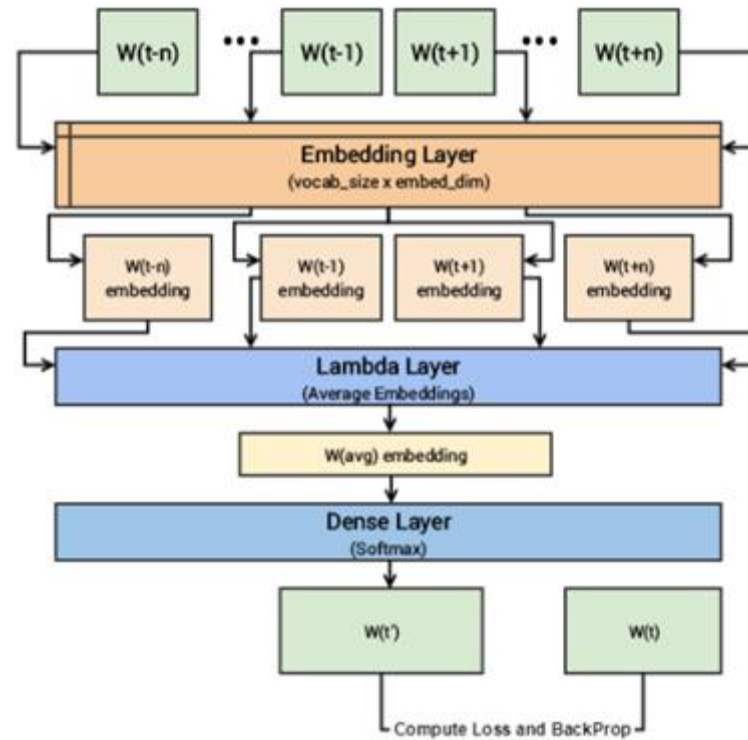 W(t-n) ••• W(t-1) W(t+1) ••• W(t+n)
Embedding Layer
(vocab_size x embed_dim)
W(t-n) embedding
W(t-1) embedding
W(t+1) embedding
W(t+n) embedding
Lambda Layer
(Average Embeddings)
W(avg) embedding
Dense Layer
(Softmax)
W(t') W(t)
Compute Loss and BackProp